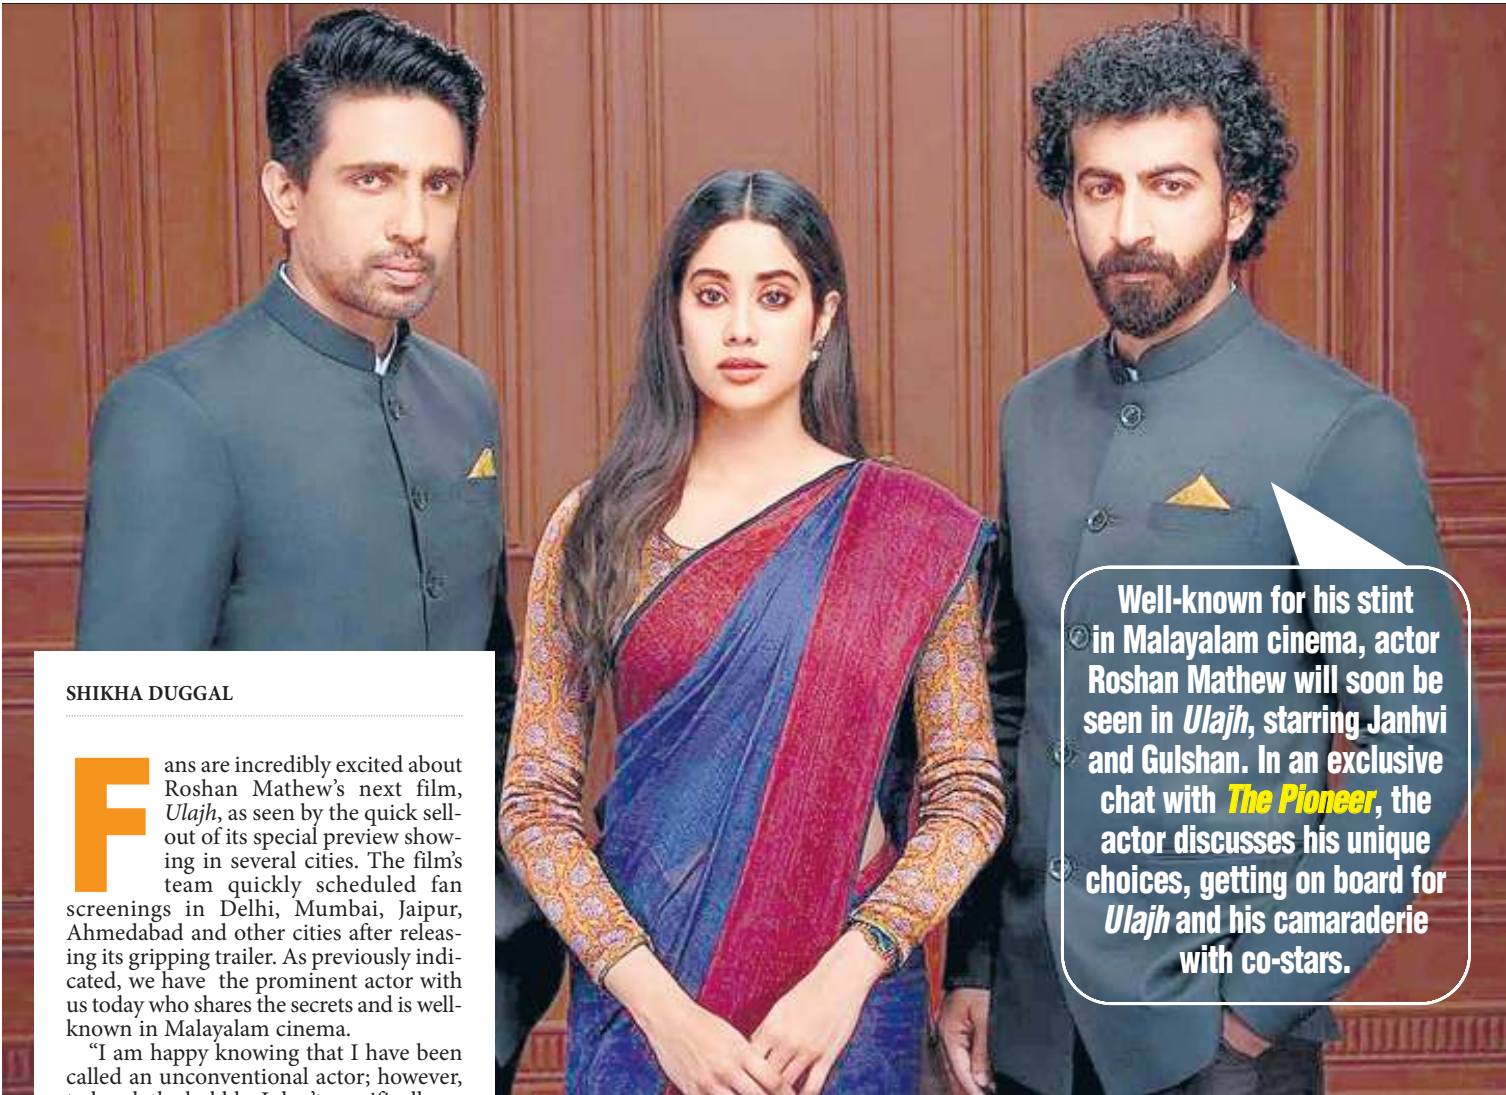 SHIKHA DUGGAL
Fans are incredibly excited about
Roshan Mathew's next film,
Ulajh, as seen by the quick sell-
out of its special preview show-
ing in several cities. The film's
team quickly scheduled fan
screenings in Delhi, Mumbai, Jaipur,
Ahmedabad and other cities after releas-
ing its gripping trailer. As previously indi-
cated, we have the prominent actor with
us today who shares the secrets and is well-
known in Malayalam cinema.
“I am happy knowing that I have been
called an unconventional actor; however,
Well-known for his stint
in Malayalam cinema, actor
Roshan Mathew will soon be
seen in Ulajh, starring Janhvi
and Gulshan. In an exclusive
chat with The Pioneer, the
actor discusses his unique
choices, getting on board for
Ulajh and his camaraderie
with co-stars.